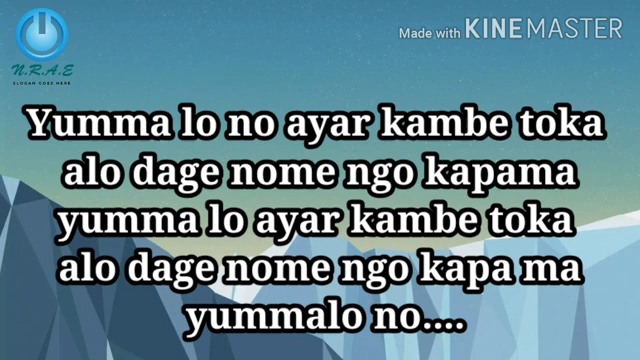 N.R.A.E
SLOGAN GOES HERE
Made with KINEMASTER
Yumma lo no ayar kambe toka
alo dage nome ngo kapama
yumma lo ayar kambe toka
alo dage nome ngo kapa ma
yummalo no....